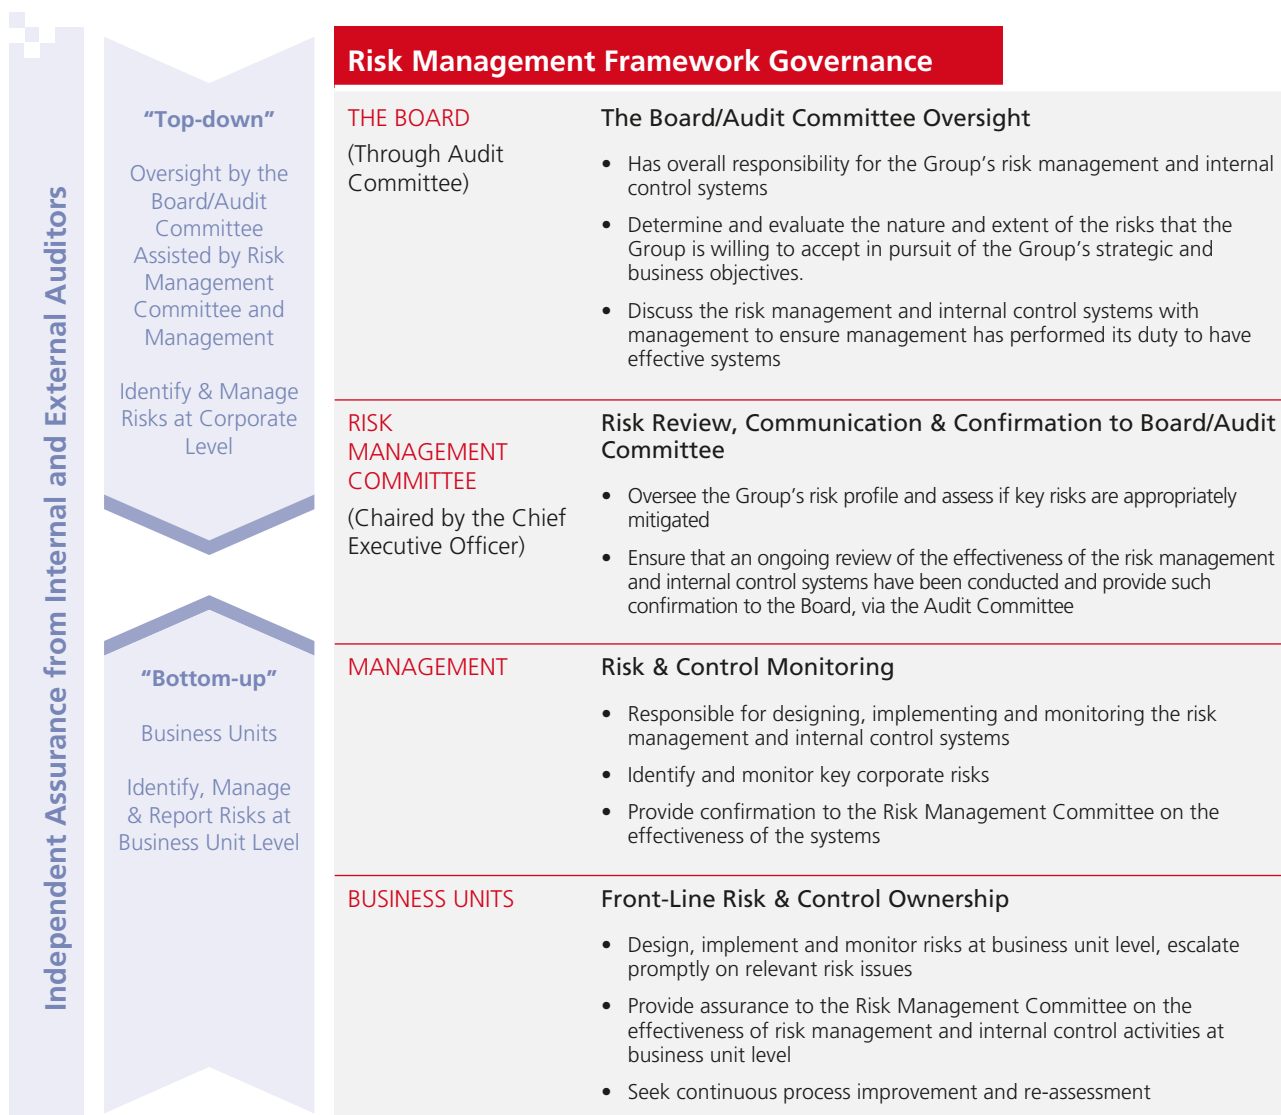 Independent Assurance from Internal and External Auditors
“Top-down”
Oversight by the
Board/Audit
Committee
Assisted by Risk
Management
Committee and
Management
Identify & Manage
Risks at Corporate
Level
“Bottom-up”
Business Units
Identify, Manage
& Report Risks at
Business Unit Level
Risk Management Framework Governance
THE BOARD
(Through Audit
Committee)
The Board/Audit Committee Oversight
• Has overall responsibility for the Group’s risk management and internal
control systems
• Determine and evaluate the nature and extent of the risks that the
Group is willing to accept in pursuit of the Group’s strategic and
business objectives.
• Discuss the risk management and internal control systems with
management to ensure management has performed its duty to have
effective systems
RISK
MANAGEMENT
COMMITTEE
(Chaired by the Chief
Executive Officer)
Risk Review, Communication & Confirmation to Board/Audit
Committee
• Oversee the Group’s risk profile and assess if key risks are appropriately
mitigated
• Ensure that an ongoing review of the effectiveness of the risk management
and internal control systems have been conducted and provide such
confirmation to the Board, via the Audit Committee
MANAGEMENT
Risk & Control Monitoring
• Responsible for designing, implementing and monitoring the risk
management and internal control systems
• Identify and monitor key corporate risks
• Provide confirmation to the Risk Management Committee on the
effectiveness of the systems
BUSINESS UNITS
Front-Line Risk & Control Ownership
• Design, implement and monitor risks at business unit level, escalate
promptly on relevant risk issues
• Provide assurance to the Risk Management Committee on the
effectiveness of risk management and internal control activities at
business unit level
• Seek continuous process improvement and re-assessment